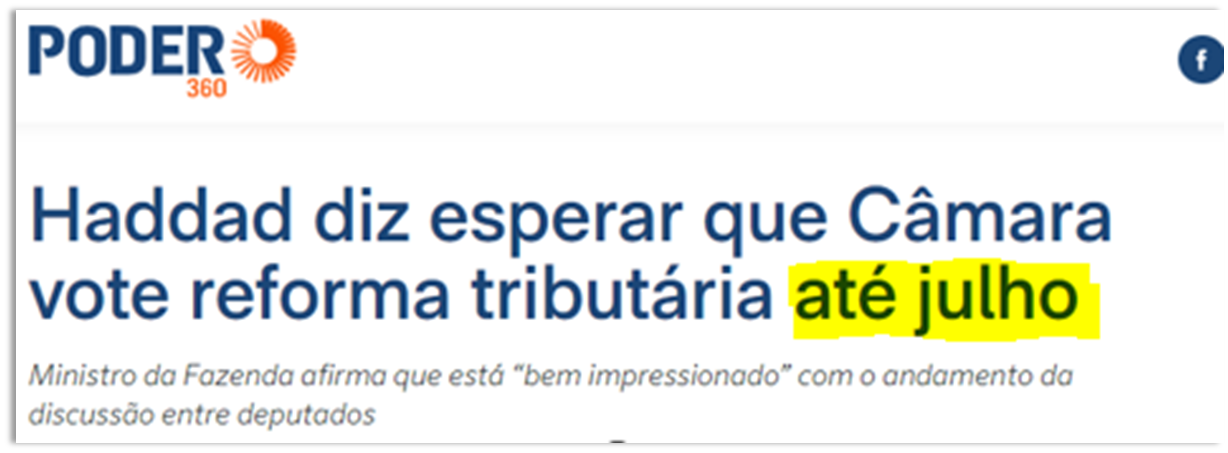 PODER
360
f
Haddad diz esperar que Câmara
vote reforma tributária até julho
Ministro da Fazenda afirma que está “bem impressionado” com o andamento da
discussão entre deputados